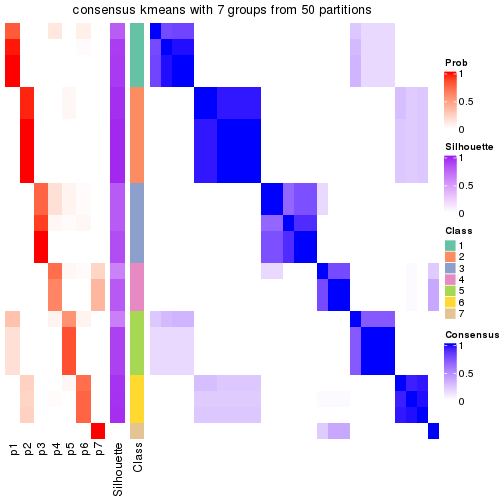 consensus kmeans with 7 groups from 50 partitions
Prob
1
0.5
0
Silhouette
1
0.5
0
Class
1
2
3
4
5
6
7
Consensus
1
0.5
0
p1
p2
p3
p4
p5
p6
p7
Silhouette
Class